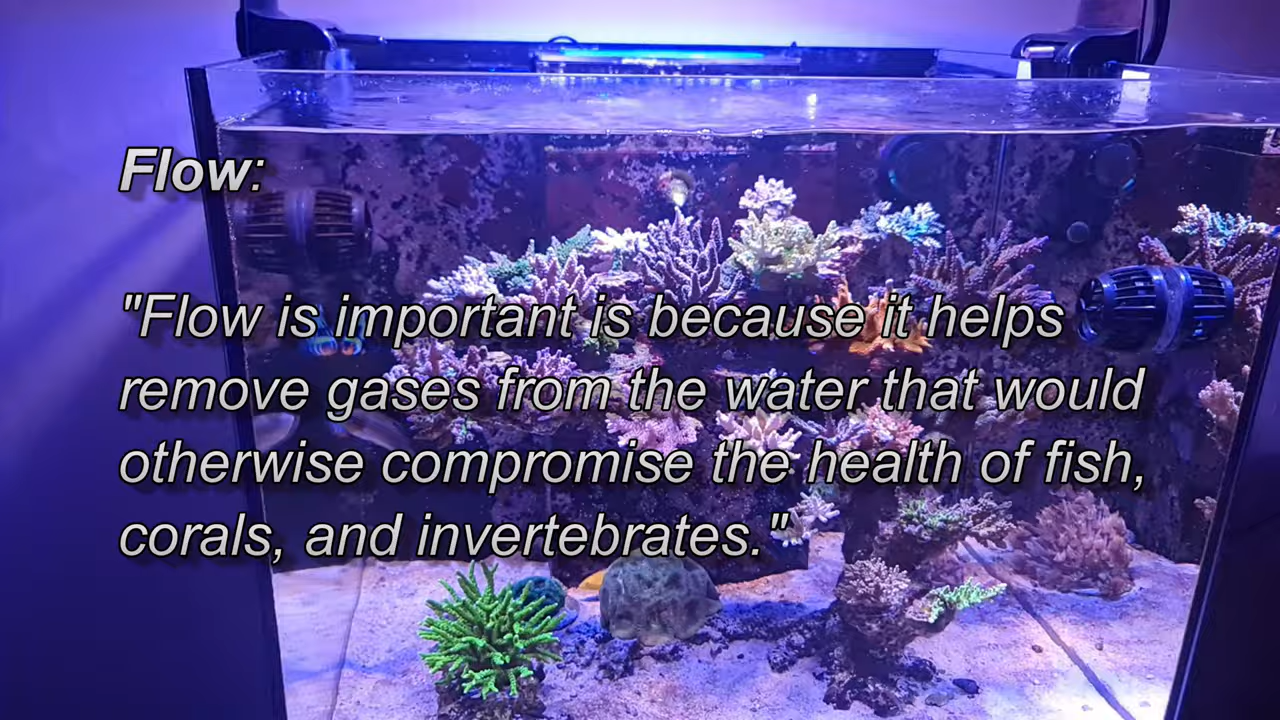 Flow:
"Flow is important is because it helps
remove gases from the water that would
otherwise compromise the health of fish,
corals, and invertebrates."